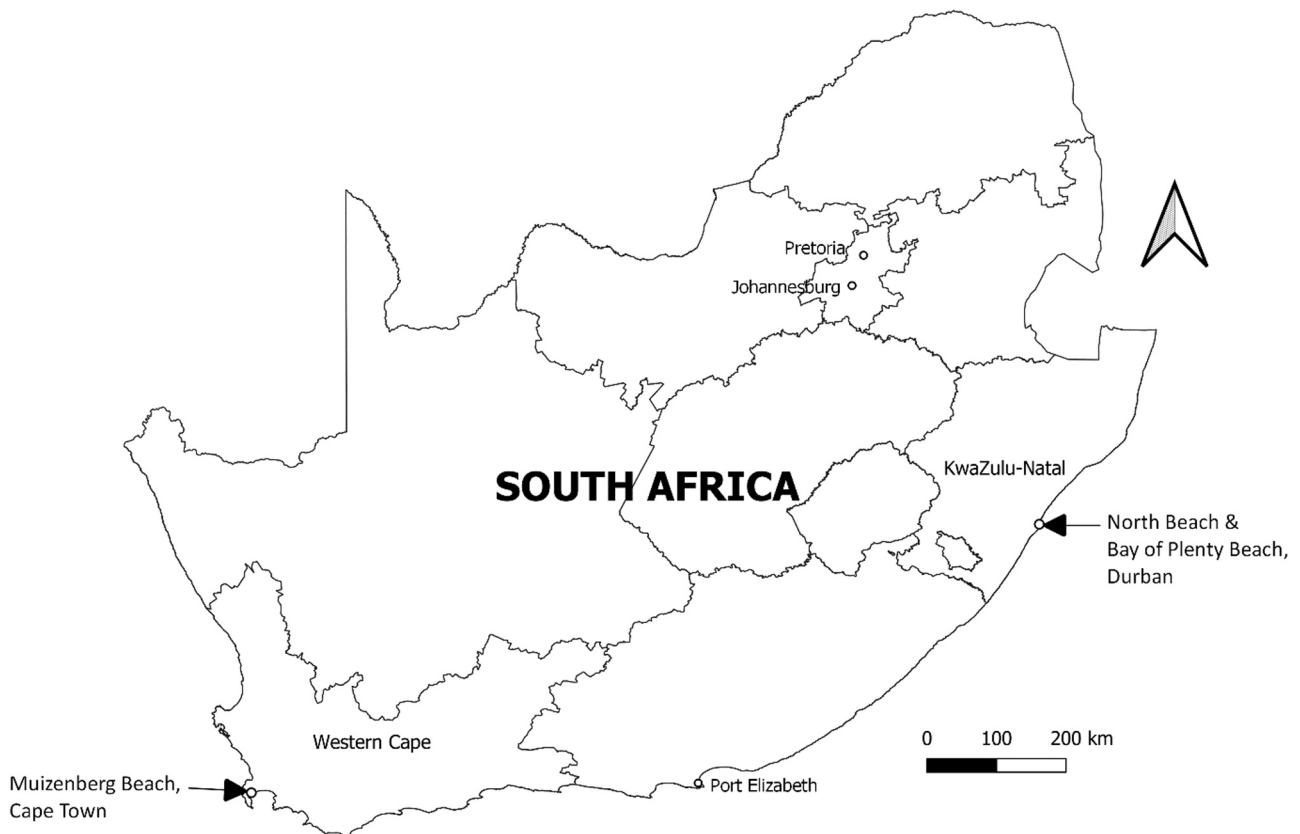 Pretoria
Johannesburg
SOUTH AFRICA
KwaZulu-Natal
North Beach &
Bay of Plenty Beach,
Durban
Western Cape
0 100 200 km
Muizenberg Beach,
Cape Town
Port Elizabeth